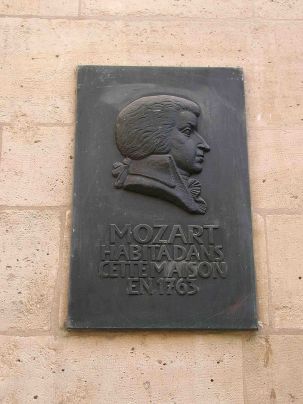 MOZART
HABITA DANS
CETTE MAISON
EN 1763